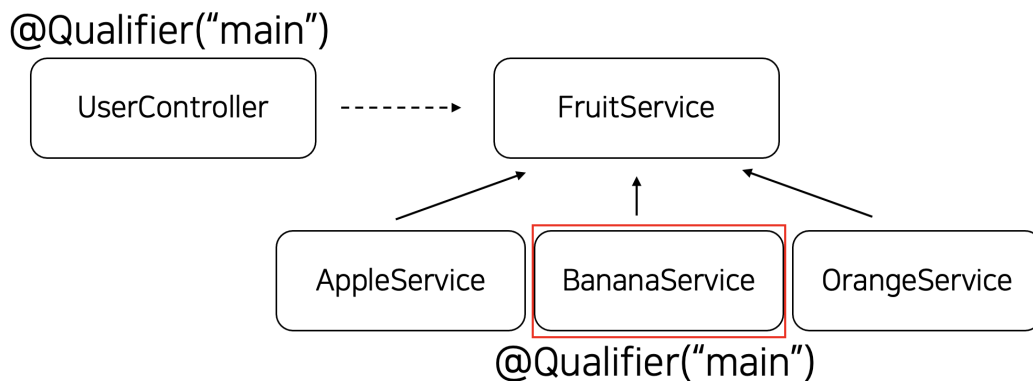 @Qualifier(“main”)
UserController
FruitService
AppleService
BananaService
OrangeService
@Qualifier(“main”)